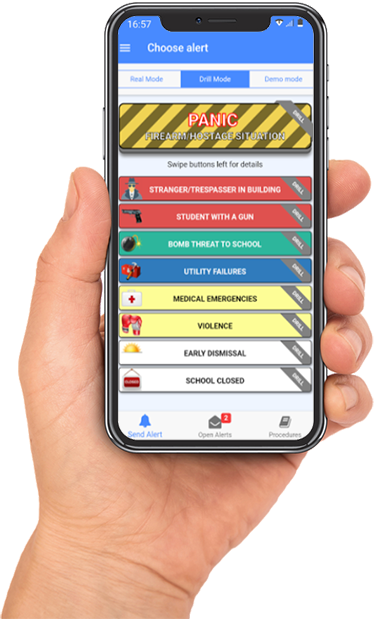 16:57
Choose alert
Real Mode Drill Mode Demo mode
DRILL
PANIC
FIREARM/HOSTAGE SITUATION
Swipe buttons left for details
STRANGER/TRESPASSER IN BUILDING DRILL
STUDENT WITH A GUN DRILL
BOMB THREAT TO SCHOOL DRILL
UTILITY FAILURES DRILL
MEDICAL EMERGENCIES DRILL
VIOLENCE DRILL
EARLY DISMISSAL DRILL
CLOSED SCHOOL CLOSED DRILL
2
Send Alert Open Alerts Procedures